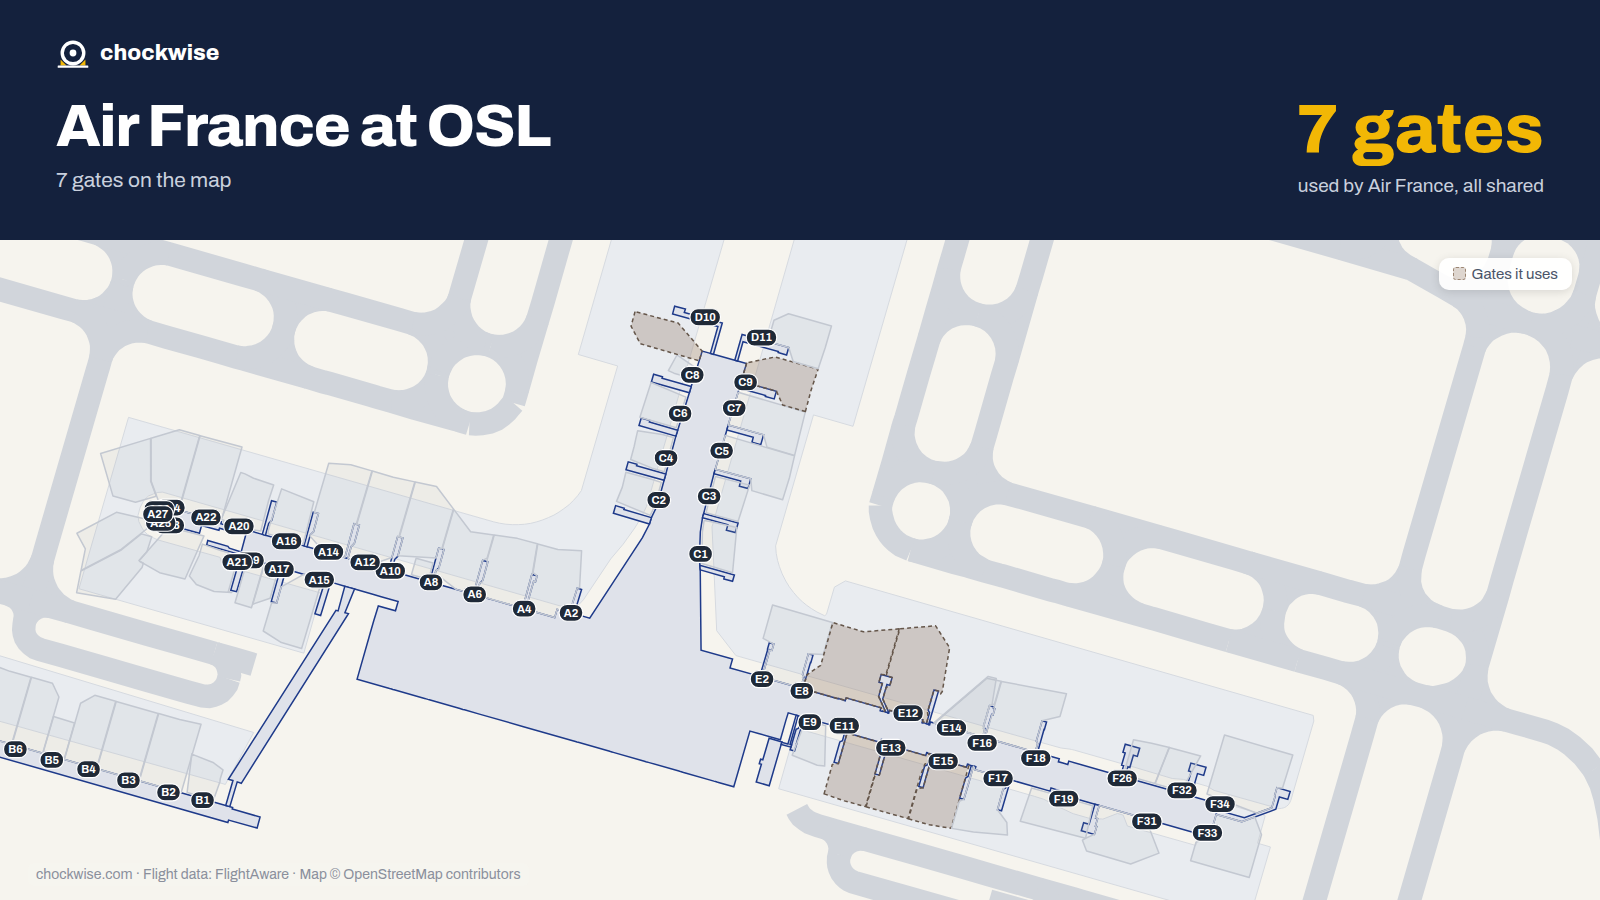 chockwise
Air France at OSL
7 gates on the map
7 gates
used by Air France, all shared
Gates it uses
D10
D11
C8
C9
C6
C7
C4
C5
C2
C3
C1
A27
A22
A20
A16
A14
A12
A10
A21
A17
A15
A8
A6
A4
A2
E2
E8
E9
E11
E12
E14
E13
E15
F16
F18
F17
F19
F26
F32
F34
F31
F33
B6
B5
B4
B3
B2
B1
chockwise.com · Flight data: FlightAware · Map © OpenStreetMap contributors